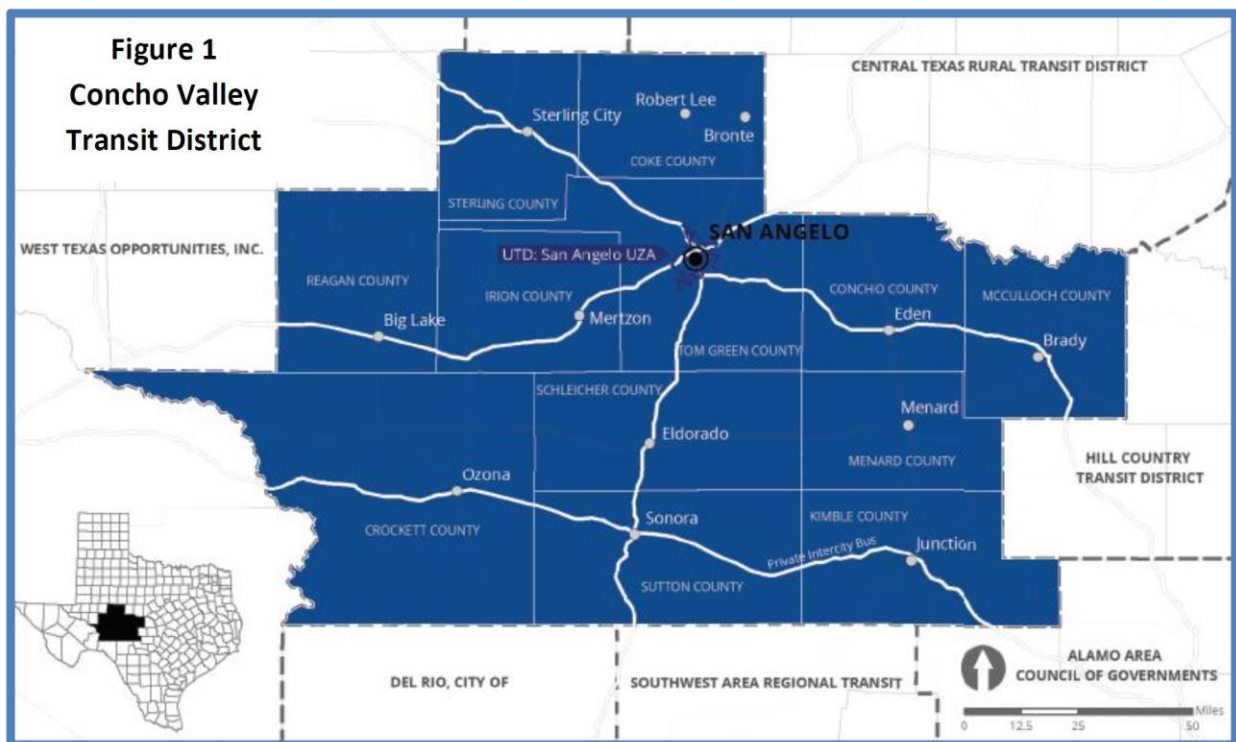 Figure 1
Concho Valley
Transit District
CENTRAL TEXAS RURAL TRANSIT DISTRICT
Robert Lee
Sterling City
Bronte
COKE COUNTY
STERLING COUNTY
WEST TEXAS OPPORTUNITIES, INC.
SAN ANGELO
UTD: San Angelo UZA
REAGAN COUNTY
IRION COUNTY
CONCHO COUNTY
MCCULLOCH COUNTY
Big Lake
Mertzon
Eden
TOM GREEN COUNTY
Brady
SCHLEICHER COUNTY
Menard
Eldorado
MENARD COUNTY
HILL COUNTRY
TRANSIT DISTRICT
Ozona
Sonora
KIMBLE COUNTY
CROCKETT COUNTY
Private Intercity Bus
Junction
SUTTON COUNTY
DEL RIO, CITY OF
SOUTHWEST AREA REGIONAL TRANSIT
ALAMO AREA
COUNCIL OF GOVERNMENTS
Miles
0 12.5 25 50